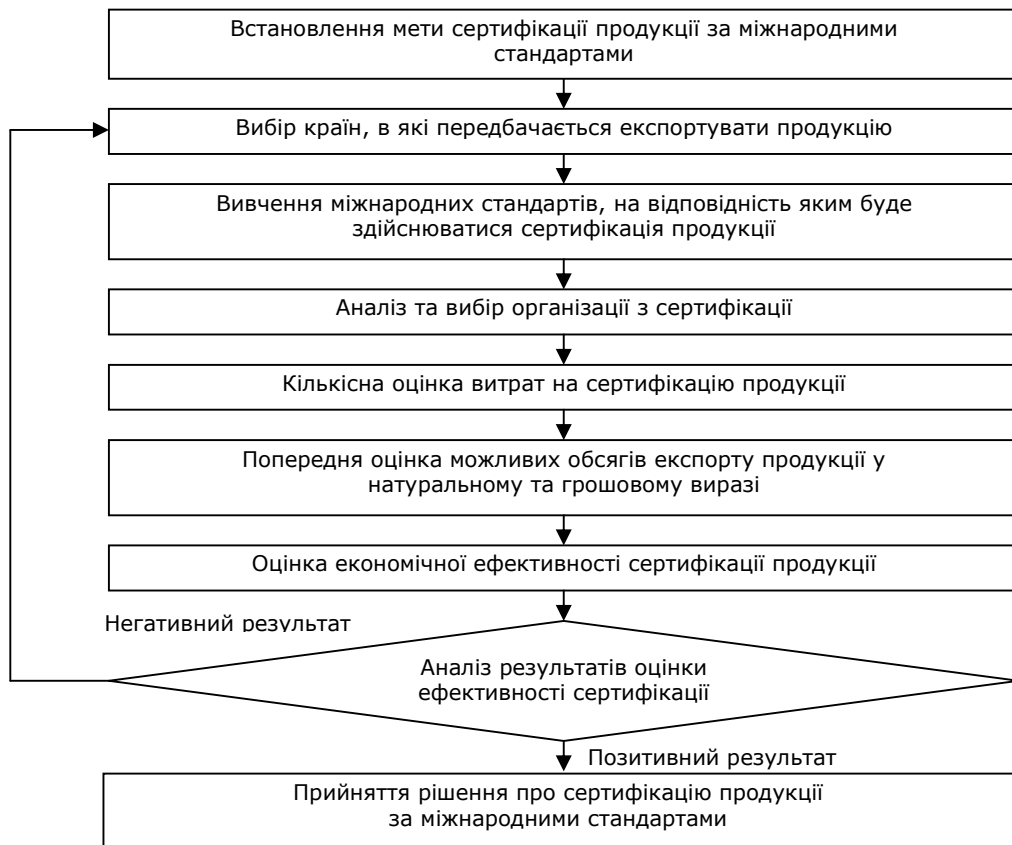 Встановлення мети сертифікації продукції за міжнародними
стандартами
Вибір країн, в які передбачається експортувати продукцію
Вивчення міжнародних стандартів, на відповідність яким буде
здійснюватися сертифікація продукції
Аналіз та вибір організації з сертифікації
Кількісна оцінка витрат на сертифікацію продукції
Попередня оцінка можливих обсягів експорту продукції у
натуральному та грошовому виразі
Оцінка економічної ефективності сертифікації продукції
Негативний результат
Аналіз результатів оцінки
ефективності сертифікації
Позитивний результат
Прийняття рішення про сертифікацію продукції
за міжнародними стандартами